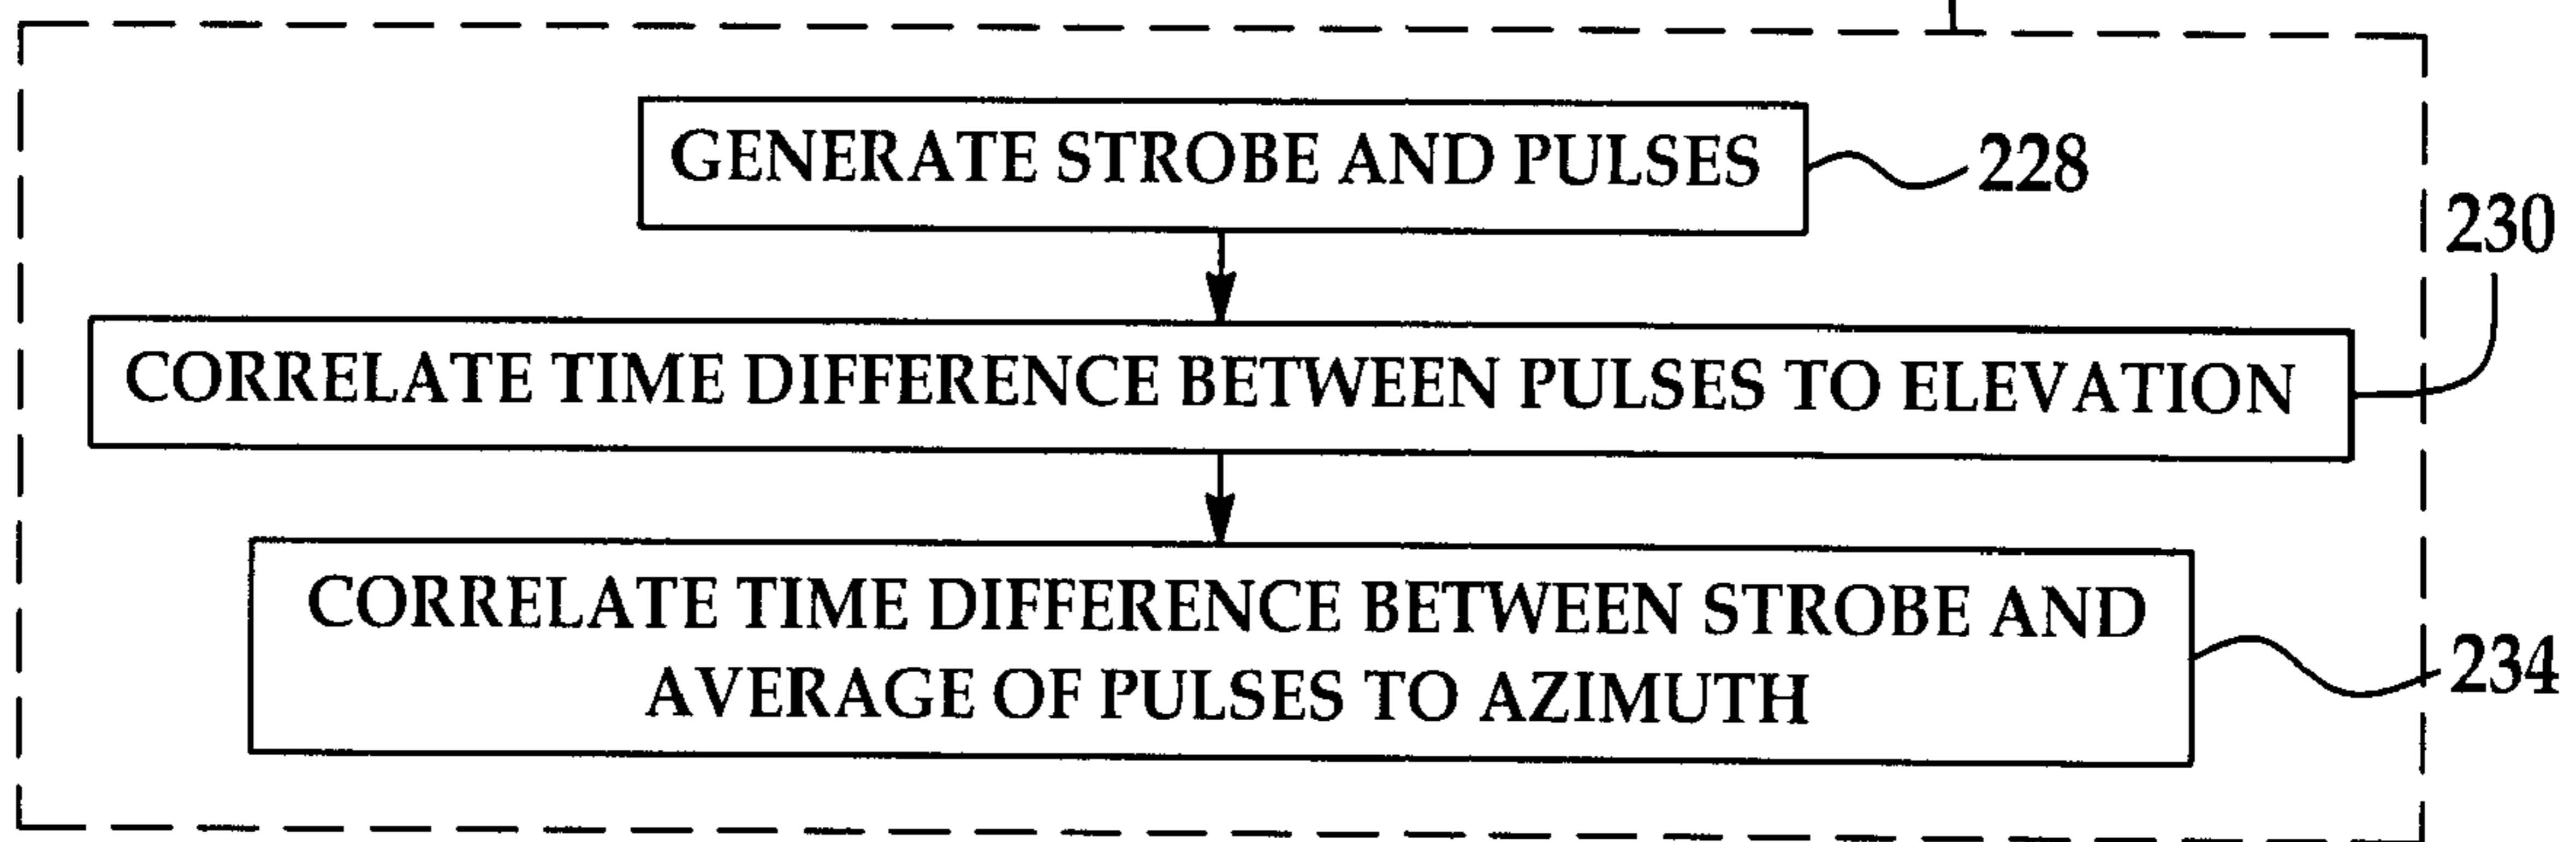 GENERATE STROBE AND PULSES
228
230
CORRELATE TIME DIFFERENCE BETWEEN PULSES TO ELEVATION
CORRELATE TIME DIFFERENCE BETWEEN STROBE AND
AVERAGE OF PULSES TO AZIMUTH
234